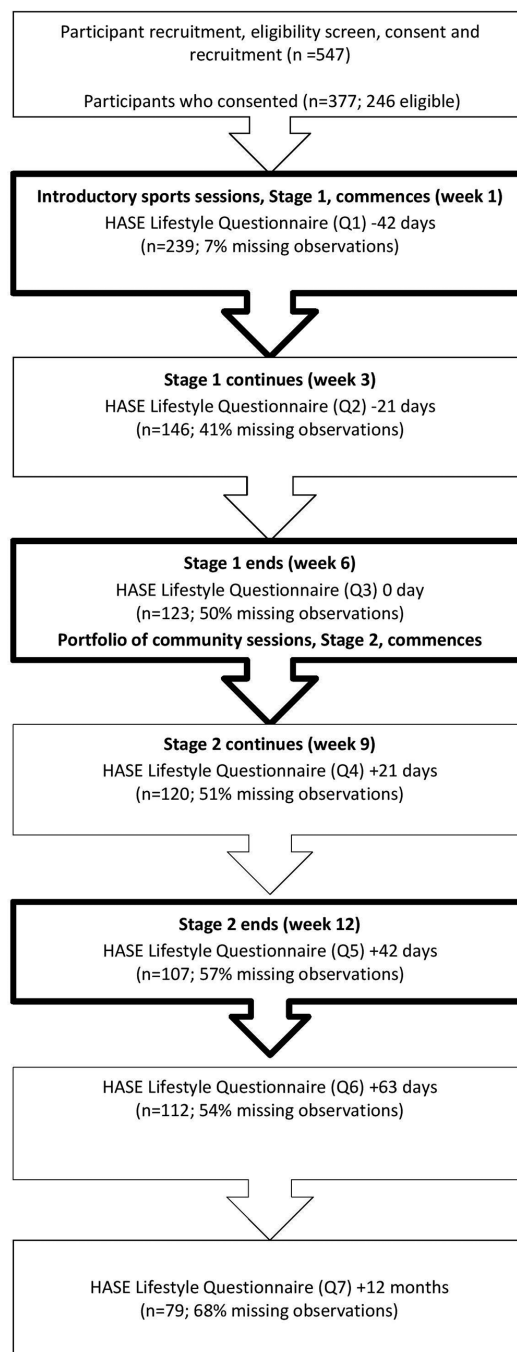 Participant recruitment, eligibility screen, consent and
recruitment (n =547)
Participants who consented (n=377; 246 eligible)
Introductory sports sessions, Stage 1, commences (week 1)
HASE Lifestyle Questionnaire (Q1) -42 days
(n=239; 7% missing observations)
Stage 1 continues (week 3)
HASE Lifestyle Questionnaire (Q2) -21 days
(n=146; 41% missing observations)
Stage 1 ends (week 6)
HASE Lifestyle Questionnaire (Q3) 0 day
(n=123; 50% missing observations)
Portfolio of community sessions, Stage 2, commences
Stage 2 continues (week 9)
HASE Lifestyle Questionnaire (Q4) +21 days
(n=120; 51% missing observations)
Stage 2 ends (week 12)
HASE Lifestyle Questionnaire (Q5) +42 days
(n=107; 57% missing observations)
HASE Lifestyle Questionnaire (Q6) +63 days
(n=112; 54% missing observations)
HASE Lifestyle Questionnaire (Q7) +12 months
(n=79; 68% missing observations)